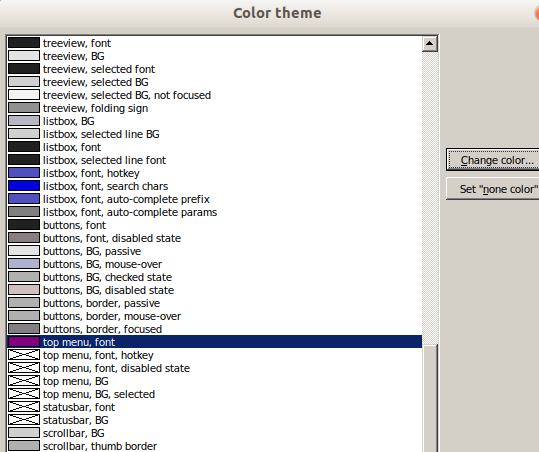 Color theme
treeview, font
treeview, BG
treeview, selected font
treeview, selected BG
treeview, selected BG, not focused
treeview, folding sign
listbox, BG
listbox, selected line BG
listbox, font
listbox, selected line font
listbox, font, hotkey
listbox, font, search chars
listbox, font, auto-complete prefix
listbox, font, auto-complete params
buttons, font
buttons, font, disabled state
buttons, BG, passive
buttons, BG, mouse-over
buttons, BG, checked state
buttons, BG, disabled state
buttons, border, passive
buttons, border, mouse-over
buttons, border, focused
top menu, font
top menu, font, hotkey
top menu, font, disabled state
top menu, BG
top menu, BG, selected
statusbar, font
statusbar, BG
scrollbar, BG
scrollbar, thumb border
Change color...
Set "none color"